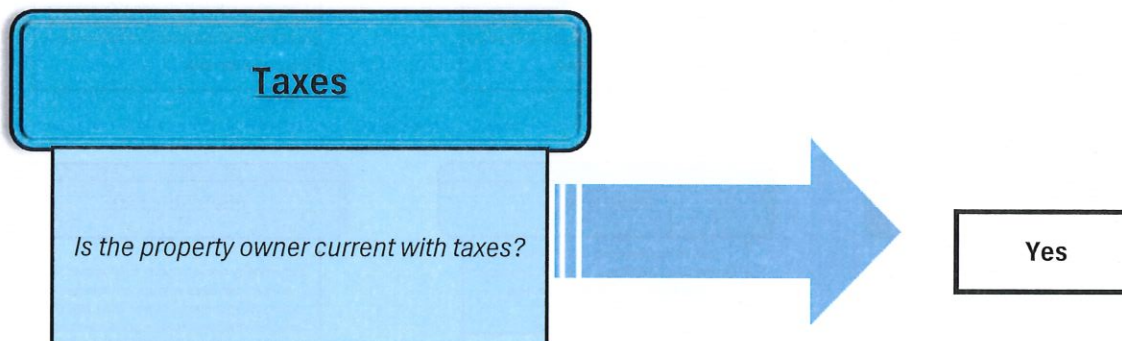 Taxes
Is the property owner current with taxes?
Yes